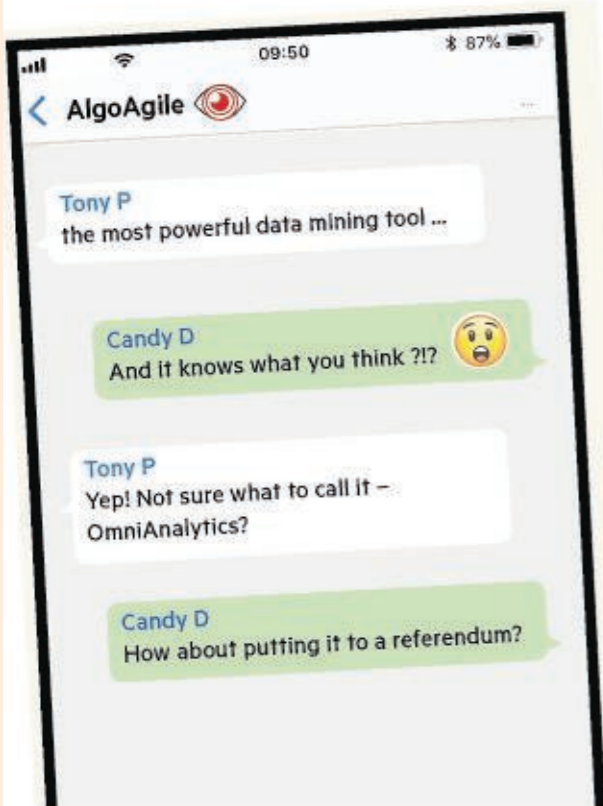 09:50
87%
AlgoAgile
...
Tony P
the most powerful data mining tool ...
Candy D
And it knows what you think ?!?
Tony P
Yep! Not sure what to call it –
OmniAnalytics?
Candy D
How about putting it to a referendum?